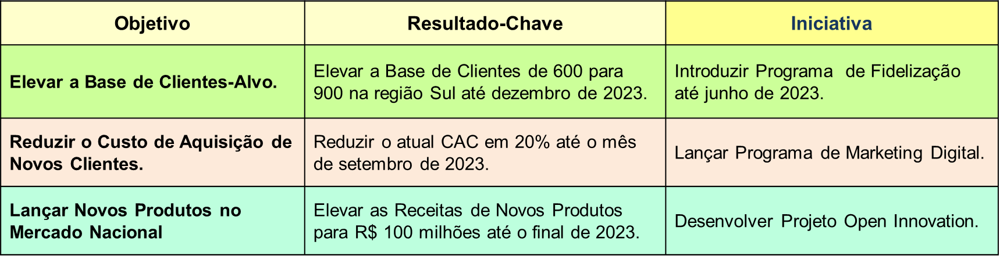 Objetivo
Resultado-Chave
Iniciativa
Elevar a Base de Clientes-Alvo.
Elevar a Base de Clientes de 600 para
900 na região Sul até dezembro de 2023.
Introduzir Programa de Fidelização
até junho de 2023.
Reduzir o Custo de Aquisição de
Novos Clientes.
Reduzir o atual CAC em 20% até o mês
de setembro de 2023.
Lançar Programa de Marketing Digital.
Lançar Novos Produtos no
Mercado Nacional
Elevar as Receitas de Novos Produtos
para R$ 100 milhões até o final de 2023.
Desenvolver Projeto Open Innovation.